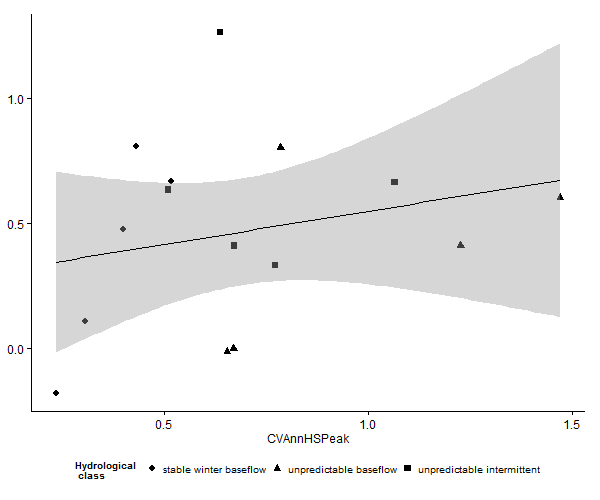 1.0
0.5
0.0
0.5 1.0 1.5
CVAnnHSPeak
Hydrological
class
stable winter baseflow unpredictable baseflow unpredictable intermittent